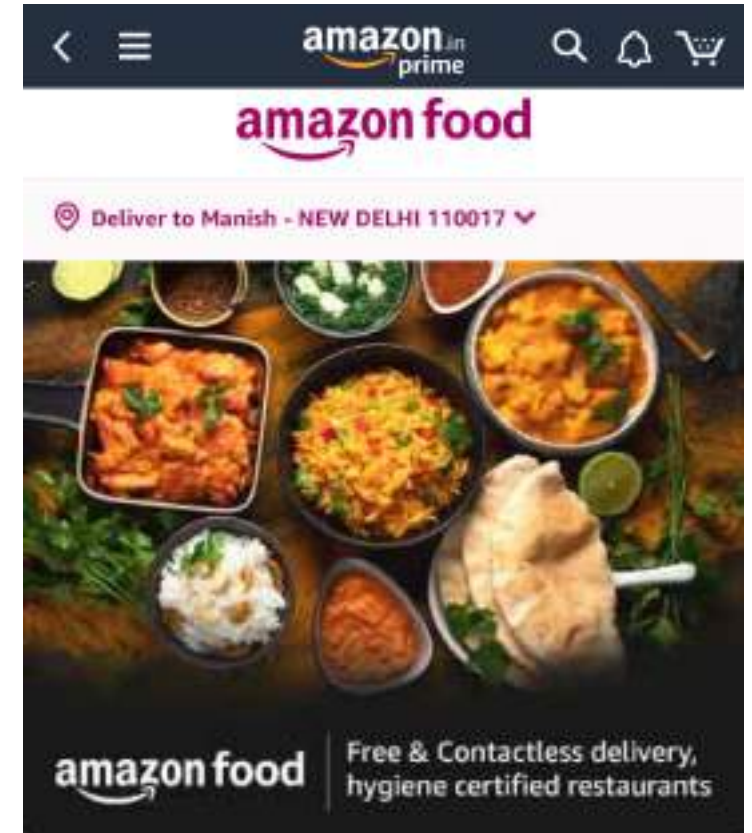 amazon.in
prime
amazon food
Deliver to Manish - NEW DELHI 110017
amazon food
Free & Contactless delivery,
hygiene certified restaurants